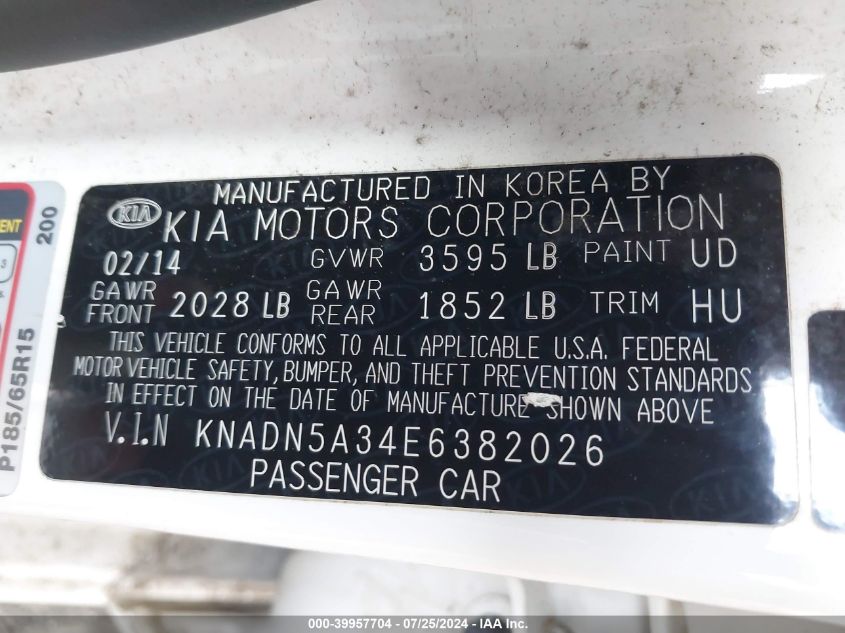 MANUFACTURED IN KOREA BY
KIA KIA MOTORS CORPORATION
02/14 GVWR 3595 LB PAINT UD
GAWR FRONT 2028 LB GAWR REAR 1852 LB TRIM HU
THIS VEHICLE CONFORMS TO ALL APPLICABLE U.S.A. FEDERAL
MOTOR VEHICLE SAFETY, BUMPER, AND THEFT PREVENTION STANDARDS
IN EFFECT ON THE DATE OF MANUFACTURE SHOWN ABOVE
V.I.N KNADN5A34E6382026
PASSENGER CAR
200
P185/65R15
000-39957704 - 07/25/2024 - IAA, Inc.